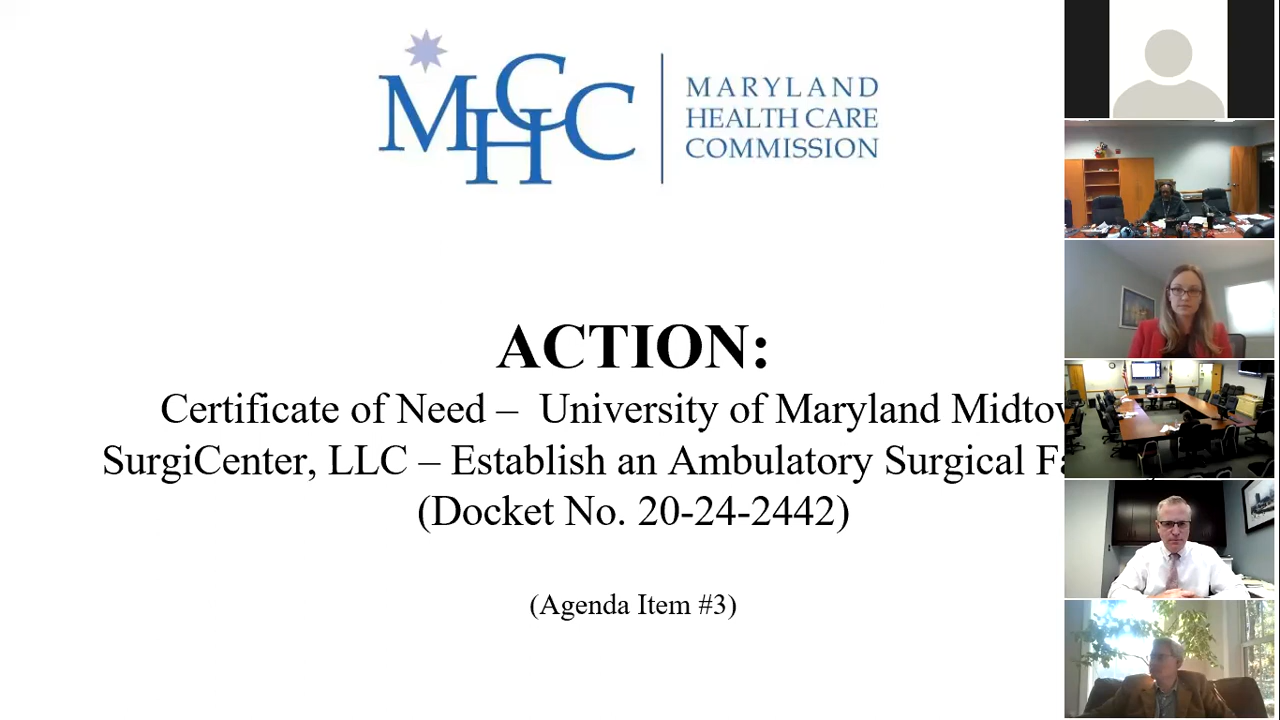 MHCC
MARYLAND
HEALTH CARE
COMMISSION
ACTION:
Certificate of Need – University of Maryland
SurgiCenter, LLC – Establish an Ambulatory Surgical
(Docket No. 20-24-2442)
(Agenda Item #3)